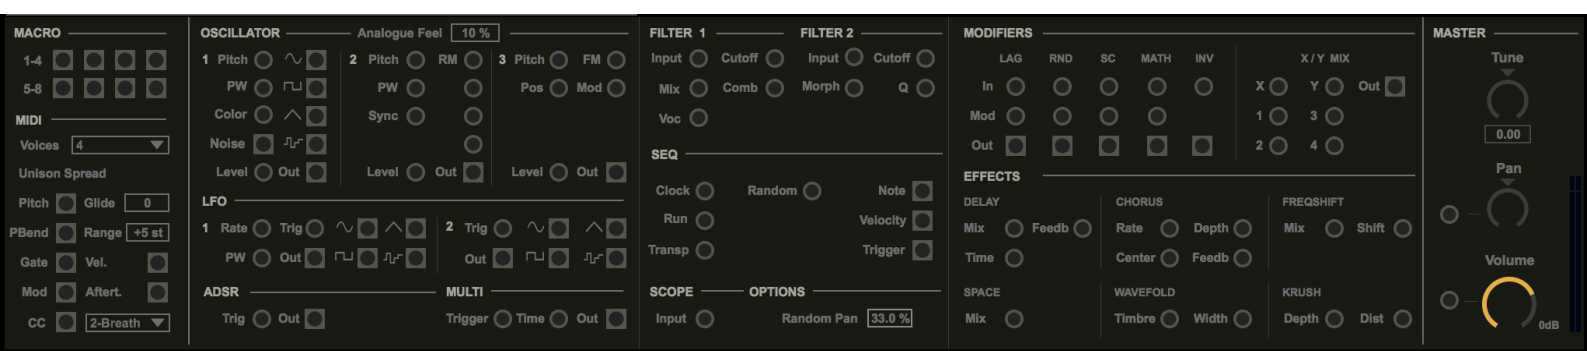 MACRO
1-4
5-8
MIDI
Voices 4
Unison Spread
Pitch Glide 0
PBend Range +5 st
Gate Vel.
Mod Aftert.
CC 2-Breath
OSCILLATOR Analogue Feel 10 %
1 Pitch 2 Pitch RM 3 Pitch FM
PW PW Pos Mod
Color Sync
Noise
Level Out Level Out Level Out
LFO
1 Rate Trig 2 Trig
PW Out Out
ADSR MULTI
Trig Out Trigger Time Out
FILTER 1 FILTER 2
Input Cutoff Input Cutoff
Mix Comb Morph Q
Voc
SEQ
Clock Random Note
Run Velocity
Transp Trigger
SCOPE OPTIONS
Input Random Pan 33.0 %
MODIFIERS
LAG RND SC MATH INV X / Y MIX
In X Y Out
Mod 1 3
Out 2 4
EFFECTS
DELAY CHORUS FREQSHIFT
Mix Feedb Rate Depth Mix Shift
Time Center Feedb
SPACE WAVEFOLD KRUSH
Mix Timbre Width Depth Dist
MASTER
Tune
0.00
Pan
Volume
0dB